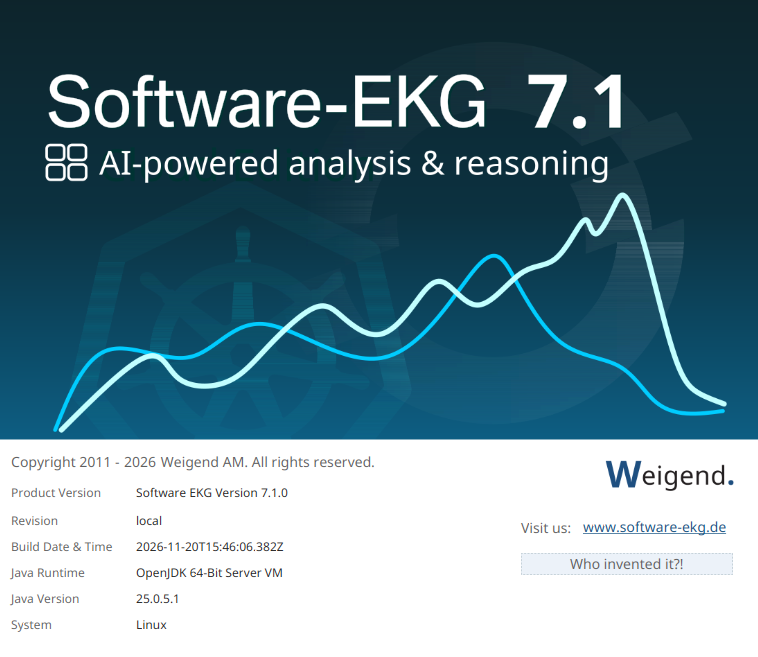 Software-EKG 7.1
AI-powered analysis & reasoning
Copyright 2011 - 2026 Weigend AM. All rights reserved.
Weigend.
Product Version Software EKG Version 7.1.0
Revision local
Visit us: www.software-ekg.de
Build Date & Time 2026-11-20T15:46:06.382Z
Who invented it?!
Java Runtime OpenJDK 64-Bit Server VM
Java Version 25.0.5.1
System Linux